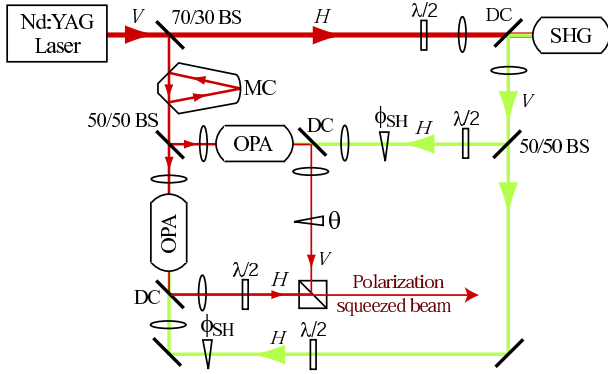 Nd:YAG
Laser
V
70/30 BS
H
λ/2
DC
SHG
MC
V
50/50 BS
OPA
DC
ϕSH
H
λ/2
50/50 BS
OPA
θ
V
DC
λ/2
H
Polarization
squeezed beam
ϕSH
H
λ/2